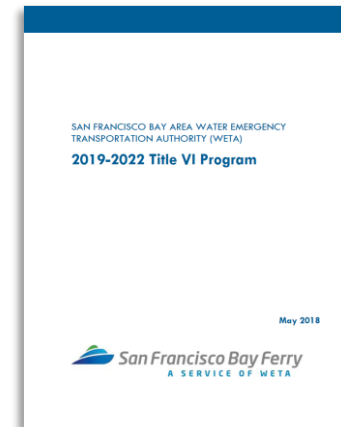 SAN FRANCISCO BAY AREA WATER EMERGENCY
TRANSPORTATION AUTHORITY (WETA)
2019-2022 Title VI Program
May 2018
San Francisco Bay Ferry
A SERVICE OF WETA